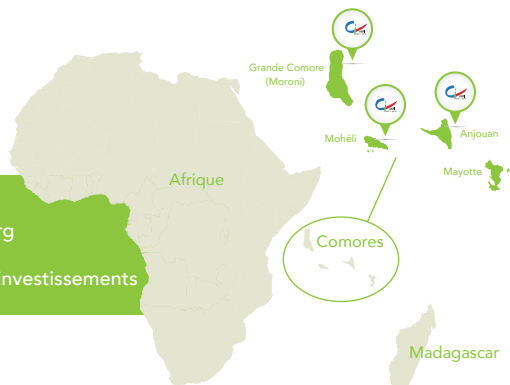 Grande Comore
(Moroni)
Mohéli
Anjouan
Mayotte
Afrique
rg
investissements
Comores
Madagascar